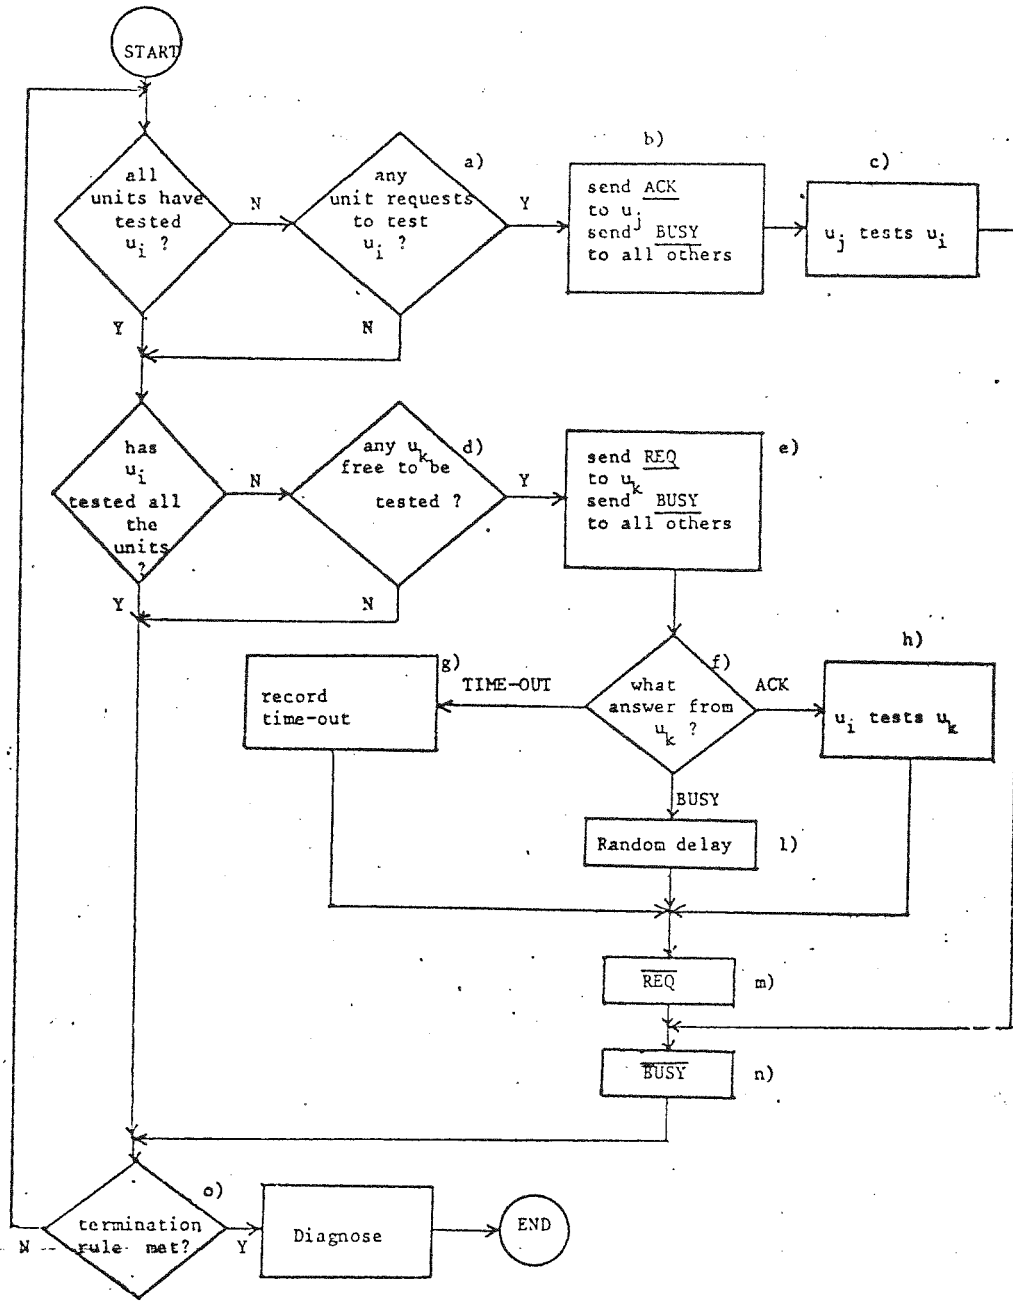 START
all
units have
tested
u_i ?
N
Y
a)
any
unit requests
to test
u_i ?
Y
N
b)
send ACK
to u_j
send BUSY
to all others
c)
u_j tests u_i
has
u_i
tested all
the
units
?
N
Y
d)
any u_k
free to be
tested ?
Y
N
e)
send REQ
to u_k
send BUSY
to all others
f)
what
answer from
u_k ?
TIME-OUT
ACK
BUSY
g)
record
time-out
h)
u_i tests u_k
Random delay
l)
REQ
m)
BUSY
n)
o)
termination
rule met?
N
Y
Diagnose
END